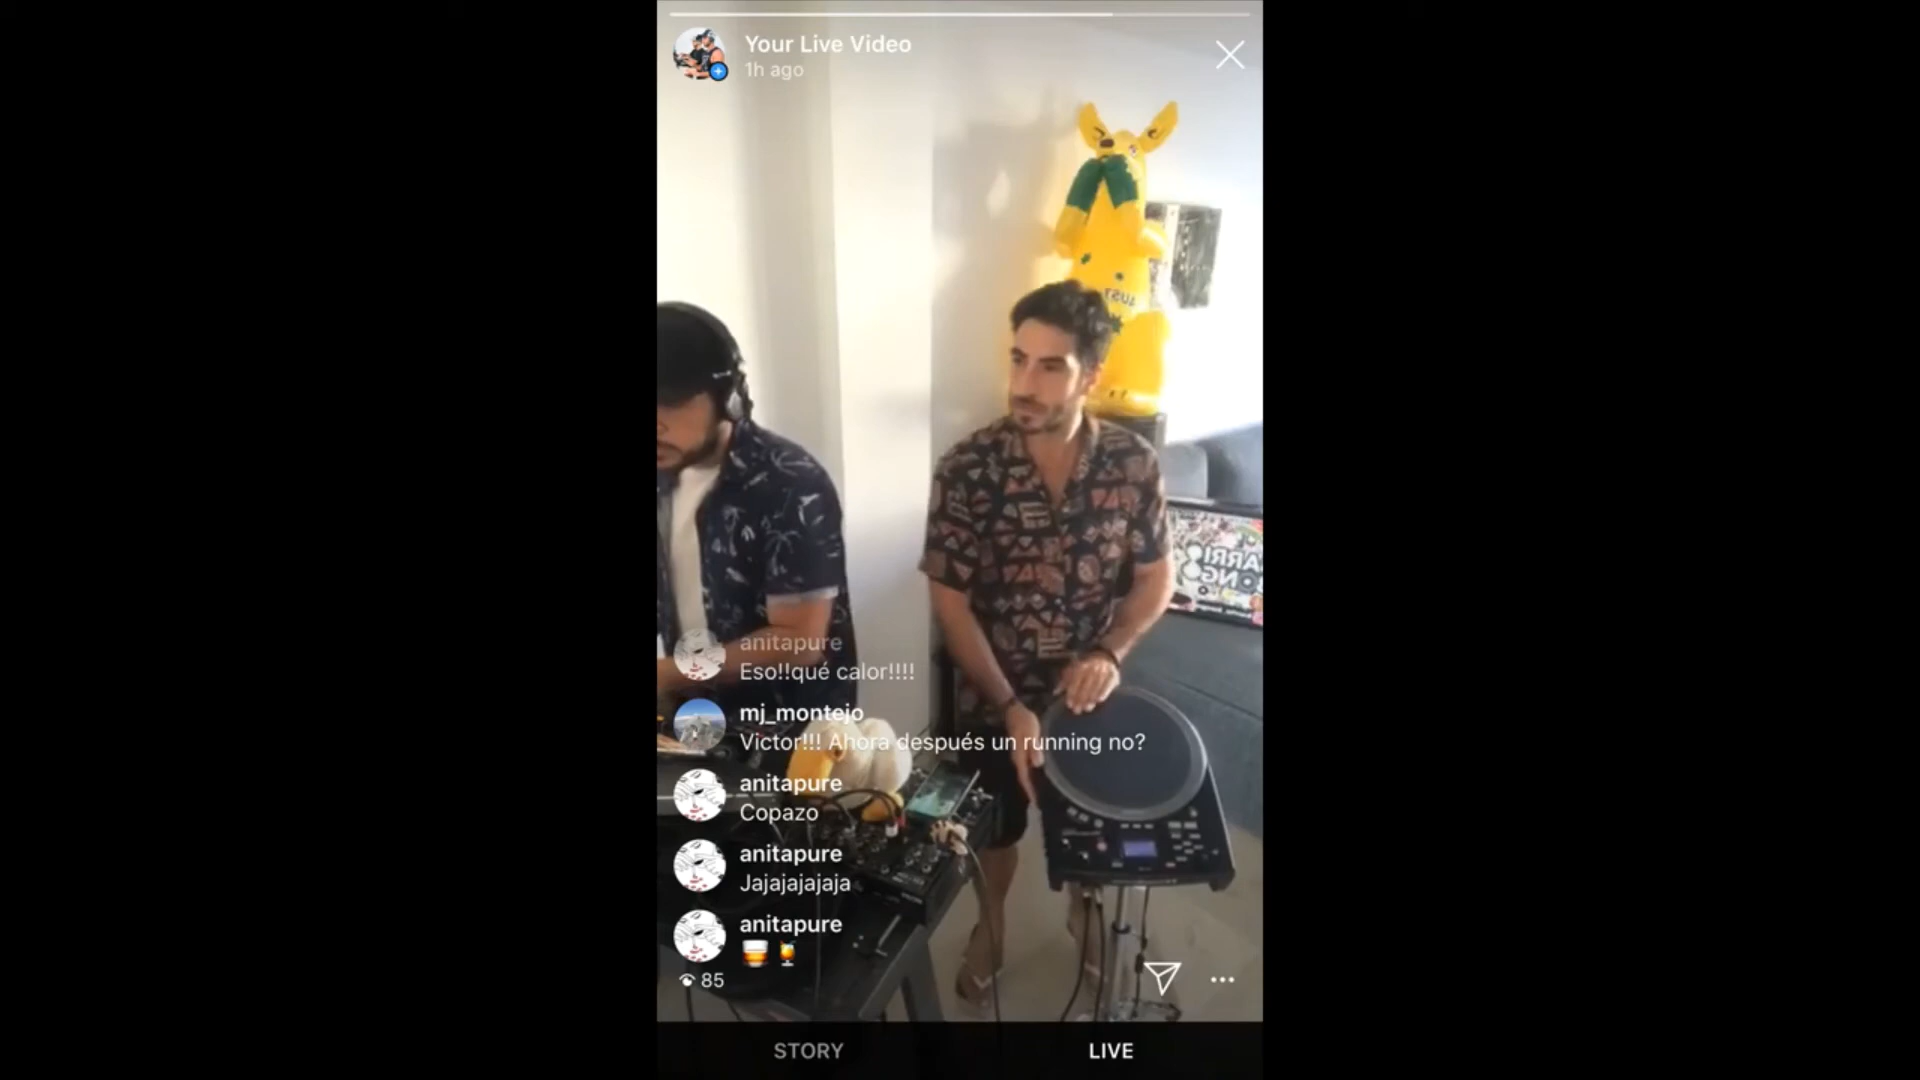 Your Live Video
1h ago
anitapure
Eso!!qué calor!!!!
mj_montejo
Victor!!! Ahora después un running no?
anitapure
Copazo
anitapure
Jajajajajaja
anitapure
🥃 🍹
85
STORY
LIVE